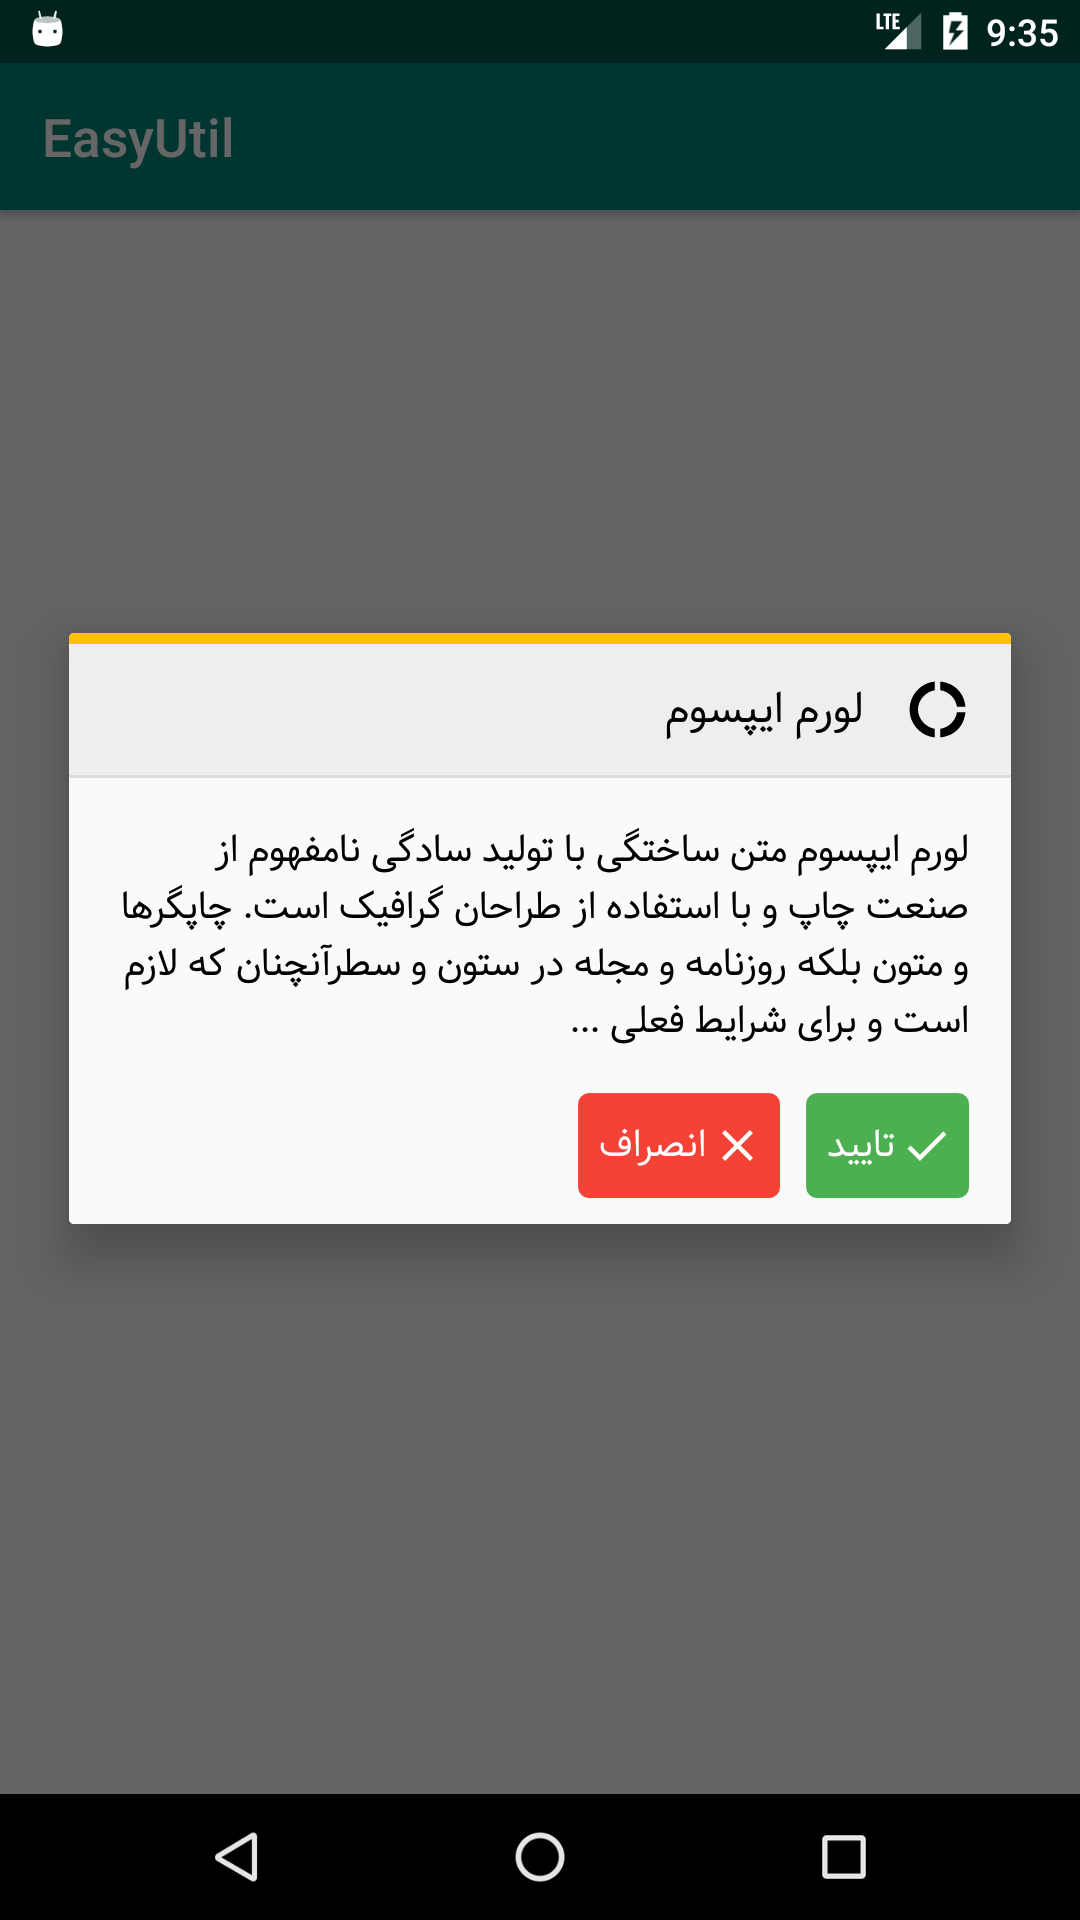 LTE 9:35
EasyUtil
لورم ایپسوم
لورم ایپسوم متن ساختگی با تولید سادگی نامفهوم از
صنعت چاپ و با استفاده از طراحان گرافیک است. چاپگرها
و متون بلکه روزنامه و مجله در ستون و سطرآنچنان که لازم
است و برای شرایط فعلی ...
تایید
انصراف